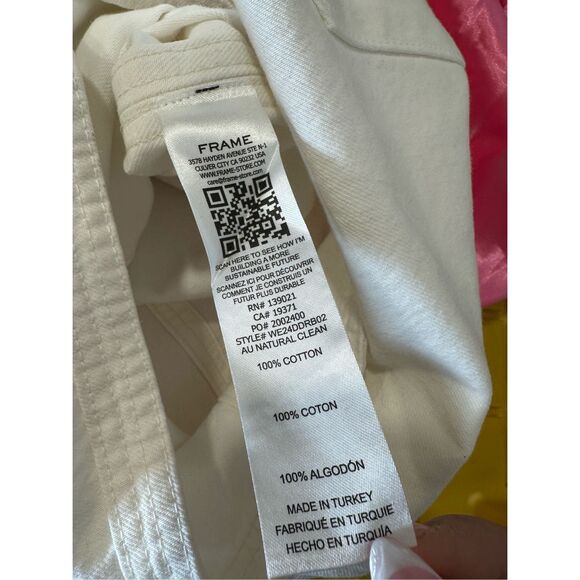 FRAME
3578 HAYDEN AVENUE STE N-1
CULVER CITY CA 90232 USA
WWW.FRAME-STORE.COM
care@frame-store.com
SCAN HERE TO SEE HOW I'M
BUILDING A MORE
SUSTAINABLE FUTURE
SCANNEZ ICI POUR DÉCOUVRIR
COMMENT JE CONSTRUIS UN
FUTUR PLUS DURABLE
RN# 139021
CA# 19371
PO# 2002400
STYLE# WE24DDRB02
AU NATURAL CLEAN
100% COTTON
100% COTON
100% ALGODÓN
MADE IN TURKEY
FABRIQUÉ EN TURQUIE
HECHO EN TURQUÍA